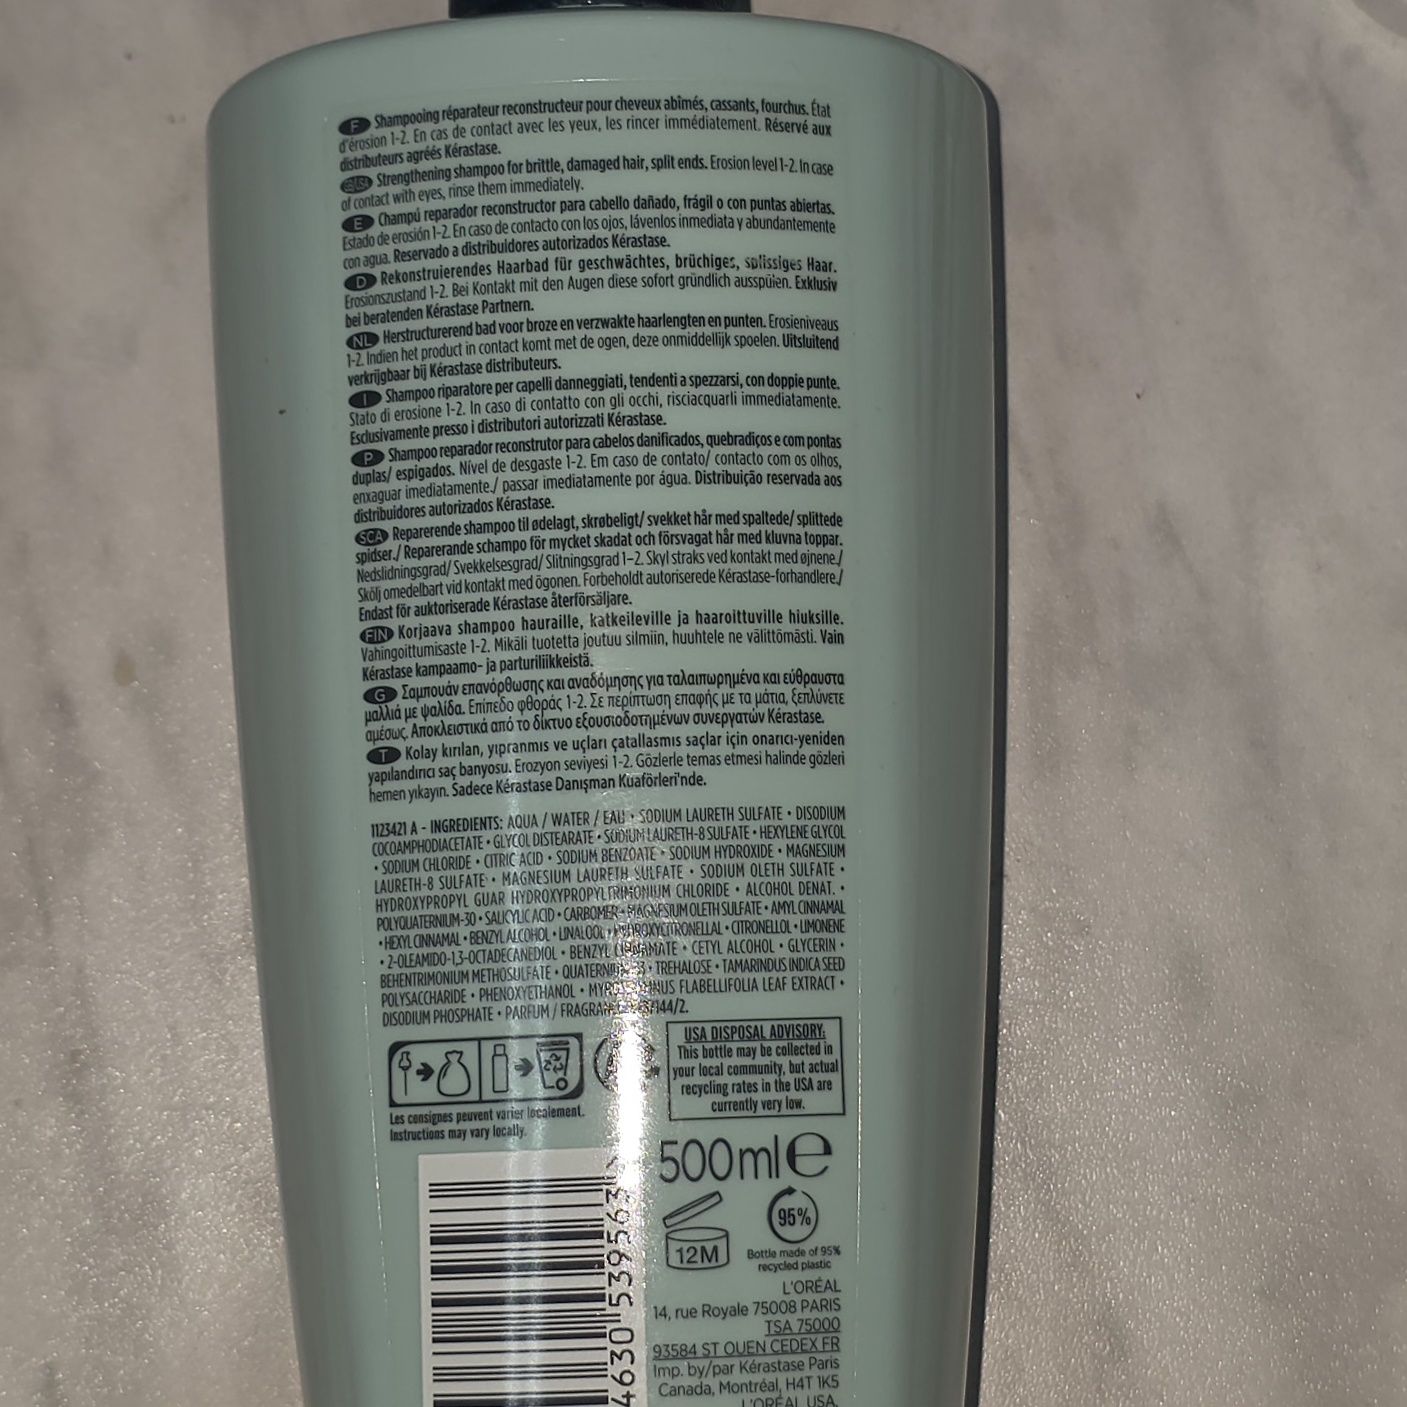 F Shampooing réparateur reconstructeur pour cheveux abîmés, cassants, fourchus. État
d'érosion 1-2. En cas de contact avec les yeux, les rincer immédiatement. Réservé aux
distributeurs agréés Kérastase.
GB/USA Strengthening shampoo for brittle, damaged hair, split ends. Erosion level 1-2. In case
of contact with eyes, rinse them immediately.
E Champú reparador reconstructor para cabello dañado, frágil o con puntas abiertas.
Estado de erosión 1-2. En caso de contacto con los ojos, lávenlos inmediata y abundantemente
con agua. Reservado a distribuidores autorizados Kérastase.
D Rekonstruierendes Haarbad für geschwächtes, brüchiges, splissiges Haar.
Erosionszustand 1-2. Bei Kontakt mit den Augen diese sofort gründlich ausspülen. Exklusiv
bei beratenden Kérastase Partnern.
NL Herstructurerend bad voor broze en verzwakte haarlengten en punten. Erosieniveaus
1-2. Indien het product in contact komt met de ogen, deze onmiddellijk spoelen. Uitsluitend
verkrijgbaar bij Kérastase distributeurs.
I Shampoo riparatore per capelli danneggiati, tendenti a spezzarsi, con doppie punte.
Stato di erosione 1-2. In caso di contatto con gli occhi, risciacquarli immediatamente.
Esclusivamente presso i distributori autorizzati Kérastase.
P Shampoo reparador reconstrutor para cabelos danificados, quebradiços e com pontas
duplas/ espigados. Nível de desgaste 1-2. Em caso de contato/ contacto com os olhos,
enxaguar imediatamente./ passar imediatamente por água. Distribuição reservada aos
distribuidores autorizados Kérastase.
SCA Reparerende shampoo til ødelagt, skrøbeligt/ svekket hår med spaltede/ splittede
spidser./ Reparerande schampo för mycket skadat och försvagat hår med kluvna toppar.
Nedslidningsgrad/ Svekkelsesgrad/ Slitningsgrad 1-2. Skyl straks ved kontakt med øjnene./
Skölj omedelbart vid kontakt med ögonen. Forbeholdt autoriserede Kérastase-forhandlere./
Endast för auktoriserade Kérastase återförsäljare.
FIN Korjaava shampoo hauraille, katkeileville ja haaroittuville hiuksille.
Vahingoittumisaste 1-2. Mikäli tuotetta joutuu silmiin, huuhtele ne välittömästi. Vain
Kérastase kampaamo- ja parturiliikkeistä.
G Σαμπουάν επανόρθωσης και αναδόμησης για ταλαιπωρημένα και εύθραυστα
μαλλιά με ψαλίδα. Επίπεδο φθοράς 1-2. Σε περίπτωση επαφής με τα μάτια, ξεπλύνετε
αμέσως. Αποκλειστικά από το δίκτυο εξουσιοδοτημένων συνεργατών Kérastase.
T Kolay kırılan, yıpranmış ve uçları çatallasmıs saçlar için onarıcı-yeniden
yapılandırıcı saç banyosu. Erozyon seviyesi 1-2. Gözlerle temas etmesi halinde gözleri
hemen yıkayın. Sadece Kérastase Danışman Kuaförleri'nde.
1123421 A - INGREDIENTS: AQUA / WATER / EAU • SODIUM LAURETH SULFATE • DISODIUM
COCOAMPHODIACETATE • GLYCOL DISTEARATE • SODIUM LAURETH-8 SULFATE • HEXYLENE GLYCOL
• SODIUM CHLORIDE • CITRIC ACID • SODIUM BENZOATE • SODIUM HYDROXIDE • MAGNESIUM
LAURETH-8 SULFATE • MAGNESIUM LAURETH SULFATE • SODIUM OLETH SULFATE •
HYDROXYPROPYL GUAR HYDROXYPROPYLTRIMONIUM CHLORIDE • ALCOHOL DENAT. •
POLYQUATERNIUM-30 • SALICYLIC ACID • CARBOMER • MAGNESIUM OLETH SULFATE • AMYL CINNAMAL
• HEXYL CINNAMAL • BENZYL ALCOHOL • LINALOOL • HYDROXYCITRONELLAL • CITRONELLOL • LIMONENE
• 2-OLEAMIDO-1,3-OCTADECANEDIOL • BENZYL CINNAMATE • CETYL ALCOHOL • GLYCERIN •
BEHENTRIMONIUM METHOSULFATE • TREHALOSE • TAMARINDUS INDICA SEED
POLYSACCHARIDE • PHENOXYETHANOL • FLABELLIFOLIA LEAF EXTRACT •
DISODIUM PHOSPHATE • PARFUM / FRAGRANCE
USA DISPOSAL ADVISORY:
This bottle may be collected in
your local community, but actual
recycling rates in the USA are
currently very low.
Les consignes peuvent varier localement.
Instructions may vary locally.
500ml e
12M
95%
Bottle made of 95%
recycled plastic
4630 539563
L'ORÉAL
14, rue Royale 75008 PARIS
TSA 75000
93584 ST OUEN CEDEX FR
Imp. by/par Kérastase Paris
Canada, Montréal, H4T 1K5
L'ORÉAL USA,